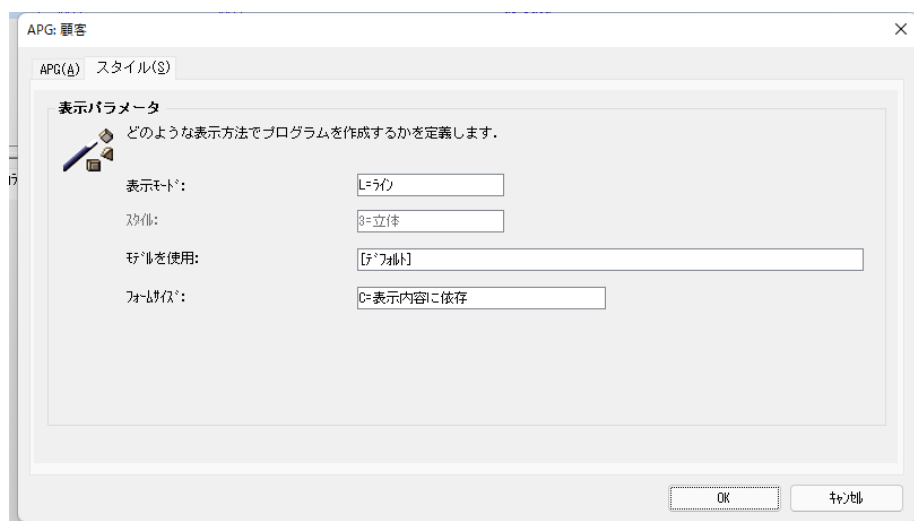 APG: 顧客
APG(A) スタイル(S)
表示パラメータ
どのような表示方法でプログラムを作成するかを定義します.
表示ﾓｰﾄﾞ: L=ﾗｲﾝ
ｽﾀｲﾙ: 3=立体
ﾓﾃﾞﾙを使用: [ﾃﾞﾌｫﾙﾄ]
ﾌｫｰﾑｻｲｽﾞ: C=表示内容に依存
OK ｷｬﾝｾﾙ